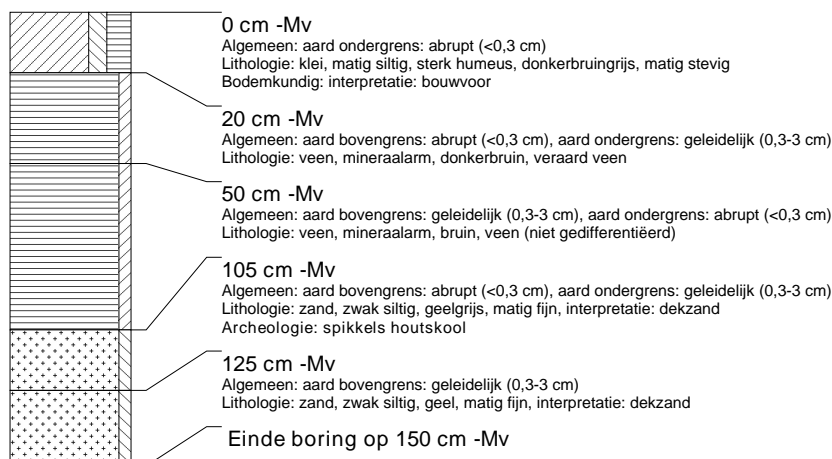 0 cm -Mv
Algemeen: aard ondergrens: abrupt (<0,3 cm)
Lithologie: klei, matig siltig, sterk humeus, donkerbruingrijs, matig stevig
Bodemkundig: interpretatie: bouwvoor
20 cm -Mv
Algemeen: aard bovengrens: abrupt (<0,3 cm), aard ondergrens: geleidelijk (0,3-3 cm)
Lithologie: veen, mineraalarm, donkerbruin, veraard veen
50 cm -Mv
Algemeen: aard bovengrens: geleidelijk (0,3-3 cm), aard ondergrens: abrupt (<0,3 cm)
Lithologie: veen, mineraalarm, bruin, veen (niet gedifferentiëerd)
105 cm -Mv
Algemeen: aard bovengrens: abrupt (<0,3 cm), aard ondergrens: geleidelijk (0,3-3 cm)
Lithologie: zand, zwak siltig, geelgrijs, matig fijn, interpretatie: dekzand
Archeologie: spikkels houtskool
125 cm -Mv
Algemeen: aard bovengrens: geleidelijk (0,3-3 cm)
Lithologie: zand, zwak siltig, geel, matig fijn, interpretatie: dekzand
Einde boring op 150 cm -Mv